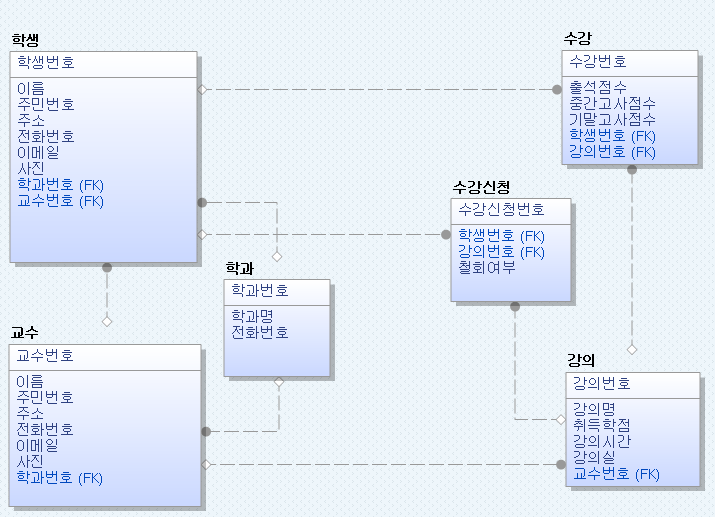 학생
학생번호
이름
주민번호
주소
전화번호
이메일
사진
학과번호 (FK)
교수번호 (FK)
수강
수강번호
출석점수
중간고사점수
기말고사점수
학생번호 (FK)
강의번호 (FK)
수강신청
수강신청번호
학생번호 (FK)
강의번호 (FK)
철회여부
학과
학과번호
학과명
전화번호
교수
교수번호
이름
주민번호
주소
전화번호
이메일
사진
학과번호 (FK)
강의
강의번호
강의명
취득학점
강의시간
강의실
교수번호 (FK)